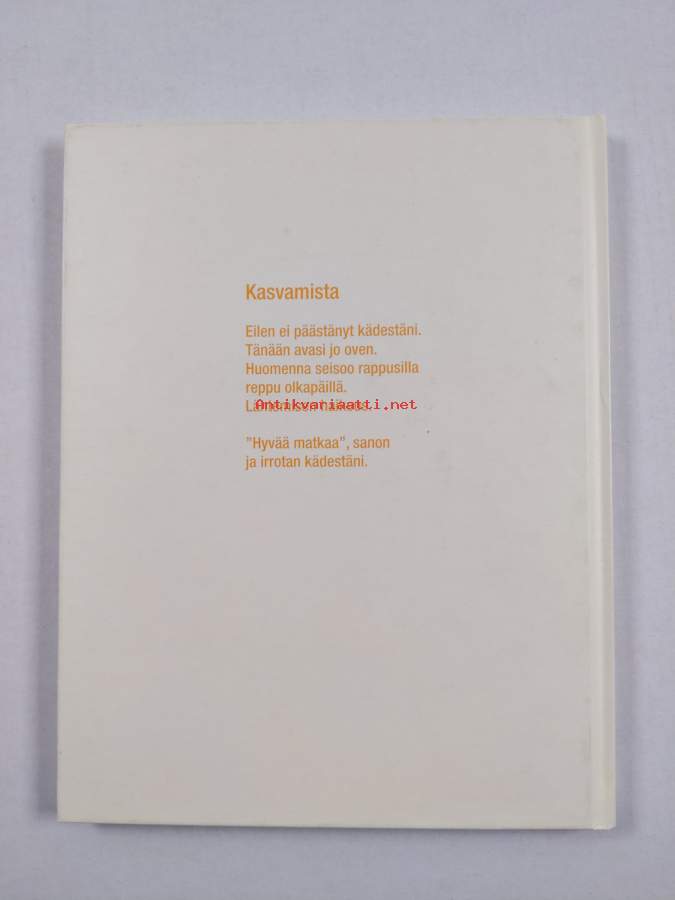 Kasvamista
Eilen ei päästänyt kädestäni.
Tänään avasi jo oven.
Huomenna seisoo rappusilla
reppu olkapäillä.
Antikvariaatti.net
"Hyvää matkaa", sanon
ja irrotan kädestäni.